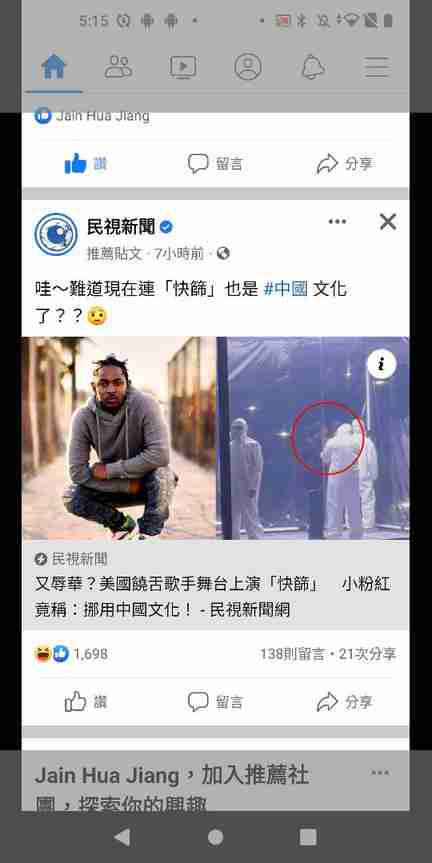 5:15
Jain Hua Jiang
讚
留言
分享
民視新聞
推薦貼文 · 7小時前 ·
哇～難道現在連「快篩」也是 #中國 文化
了？？
i
民視新聞
又辱華？美國饒舌歌手舞台上演「快篩」 小粉紅
竟稱：挪用中國文化！ - 民視新聞網
1,698
138則留言 · 21次分享
讚
留言
分享
Jain Hua Jiang，加入推薦社
團，探索你的興趣